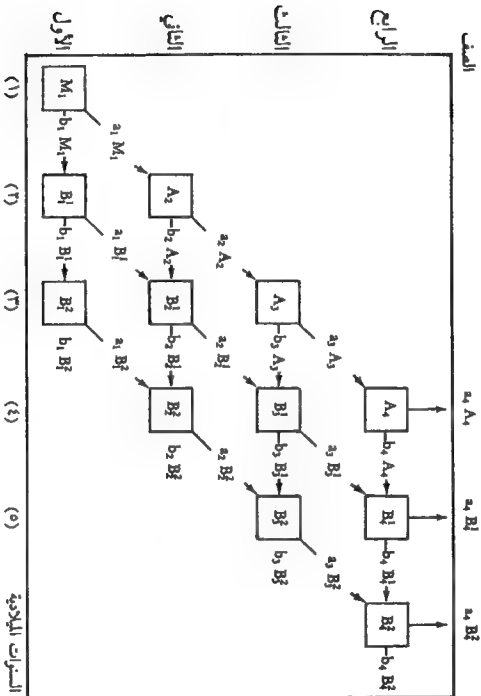 الصف a₄ A₄ a₄ B₄¹ a₄ B₄²
الرابع A₄ b₄ A₄ B₄¹ b₄ B₄¹ B₄² b₄ B₄²
a₃ A₃ a₃ B₃¹ a₃ B₃²
الثالث A₃ b₃ A₃ B₃¹ b₃ B₃¹ B₃² b₃ B₃²
a₂ A₂ a₂ B₂¹ a₂ B₂²
الثاني A₂ b₂ A₂ B₂¹ b₂ B₂¹ B₂² b₂ B₂²
a₁ M₁ a₁ B₁¹ a₁ B₁²
الأول M₁ b₁ M₁ B₁¹ b₁ B₁¹ B₁² b₁ B₁²
(١) (٢) (٣) (٤) (٥) السنوات الميلادية